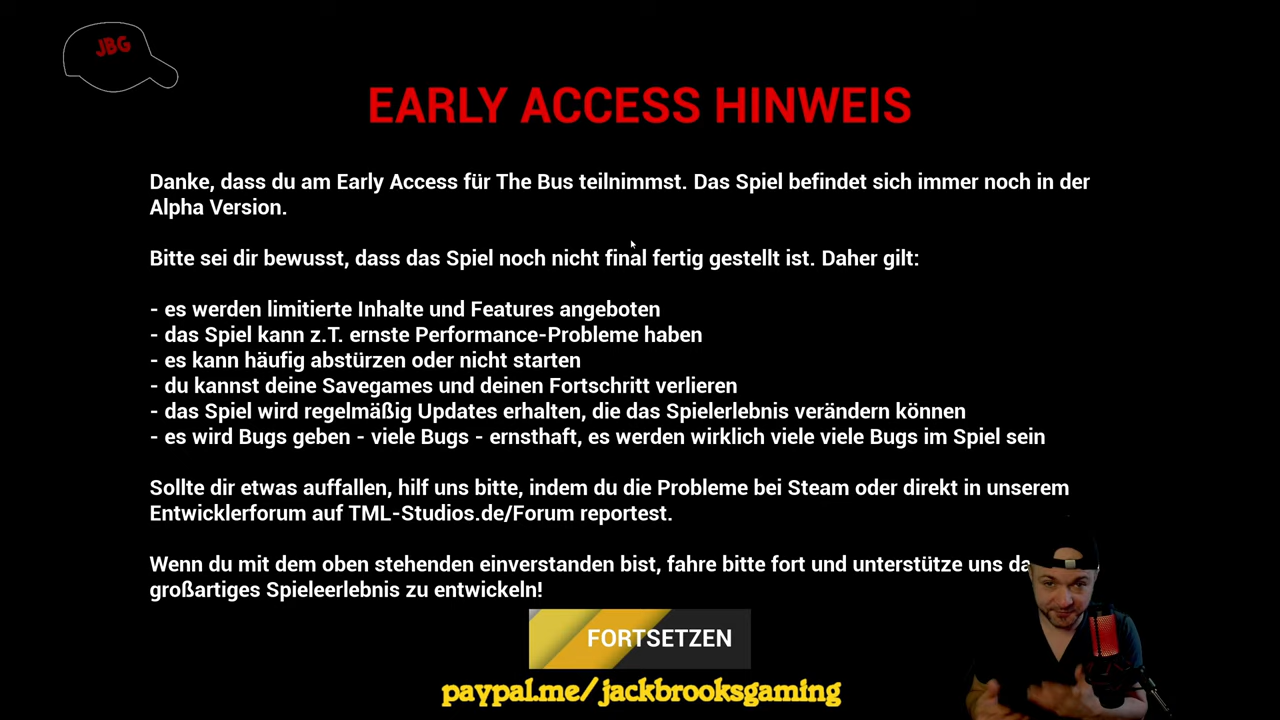 JBG
EARLY ACCESS HINWEIS
Danke, dass du am Early Access für The Bus teilnimmst. Das Spiel befindet sich immer noch in der
Alpha Version.
Bitte sei dir bewusst, dass das Spiel noch nicht final fertig gestellt ist. Daher gilt:
- es werden limitierte Inhalte und Features angeboten
- das Spiel kann z.T. ernste Performance-Probleme haben
- es kann häufig abstürzen oder nicht starten
- du kannst deine Savegames und deinen Fortschritt verlieren
- das Spiel wird regelmäßig Updates erhalten, die das Spielerlebnis verändern können
- es wird Bugs geben - viele Bugs - ernsthaft, es werden wirklich viele viele Bugs im Spiel sein
Sollte dir etwas auffallen, hilf uns bitte, indem du die Probleme bei Steam oder direkt in unserem
Entwicklerforum auf TML-Studios.de/Forum reportest.
Wenn du mit dem oben stehenden einverstanden bist, fahre bitte fort und unterstütze uns
großartiges Spieleerlebnis zu entwickeln!
FORTSETZEN
paypal.me/jackbrooksgaming